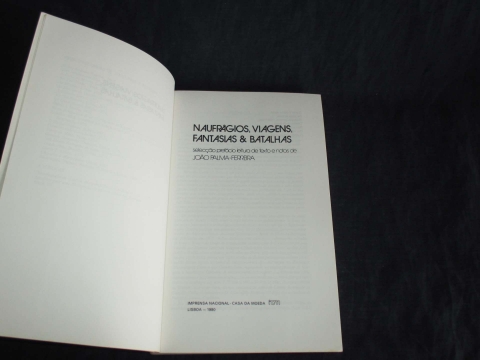 NAUFRÁGIOS, VIAGENS,
FANTASIAS & BATALHAS
selecção prefácio leitura de texto e notas de
JOÃO PALMA-FERREIRA
IMPRENSA NACIONAL - CASA DA MOEDA
LISBOA — 1980